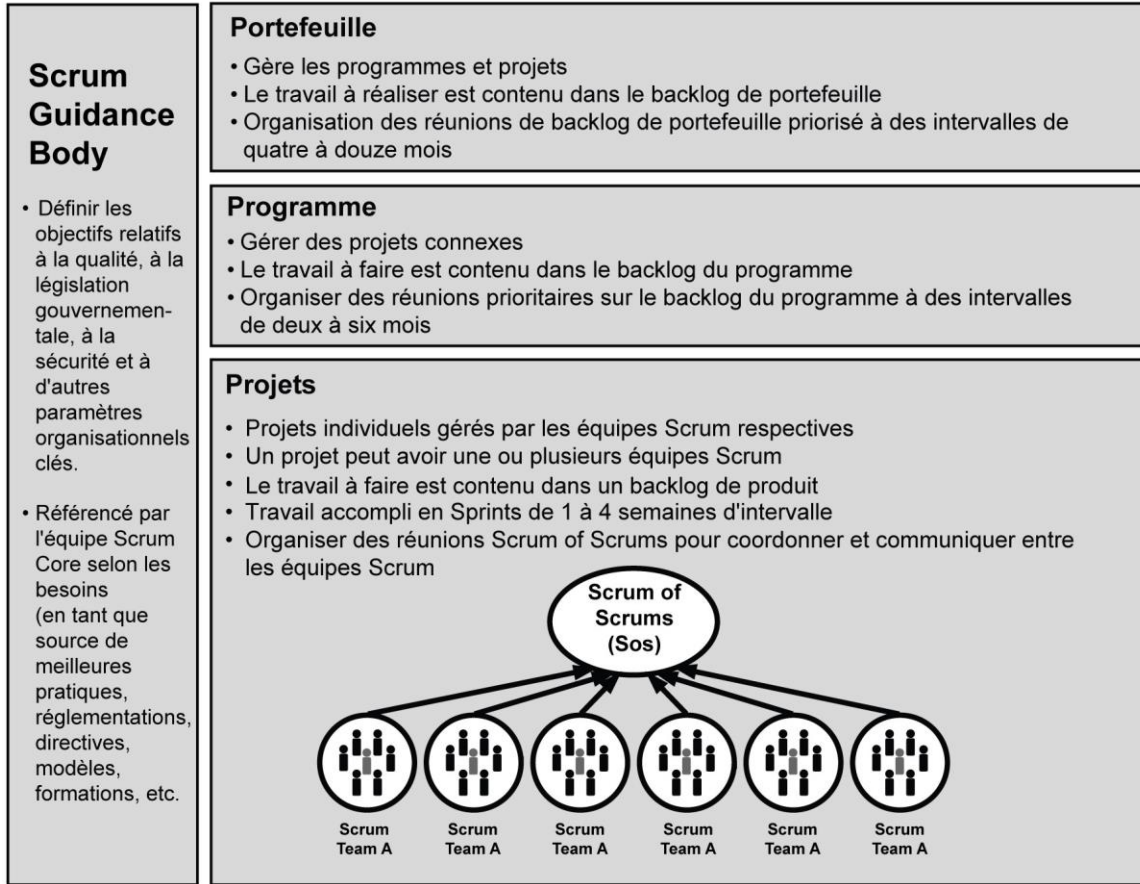 Scrum
Guidance
Body
• Définir les
objectifs relatifs
à la qualité, à la
législation
gouvernemen-
tale, à la
sécurité et à
d'autres
paramètres
organisationnels
clés.
• Référencé par
l'équipe Scrum
Core selon les
besoins
(en tant que
source de
meilleures
pratiques,
réglementations,
directives,
modèles,
formations, etc.
Portefeuille
• Gère les programmes et projets
• Le travail à réaliser est contenu dans le backlog de portefeuille
• Organisation des réunions de backlog de portefeuille priorisé à des intervalles de
quatre à douze mois
Programme
• Gérer des projets connexes
• Le travail à faire est contenu dans le backlog du programme
• Organiser des réunions prioritaires sur le backlog du programme à des intervalles
de deux à six mois
Projets
• Projets individuels gérés par les équipes Scrum respectives
• Un projet peut avoir une ou plusieurs équipes Scrum
• Le travail à faire est contenu dans un backlog de produit
• Travail accompli en Sprints de 1 à 4 semaines d'intervalle
• Organiser des réunions Scrum of Scrums pour coordonner et communiquer entre
les équipes Scrum
Scrum of
Scrums
(Sos)
Scrum
Team A
Scrum
Team A
Scrum
Team A
Scrum
Team A
Scrum
Team A
Scrum
Team A